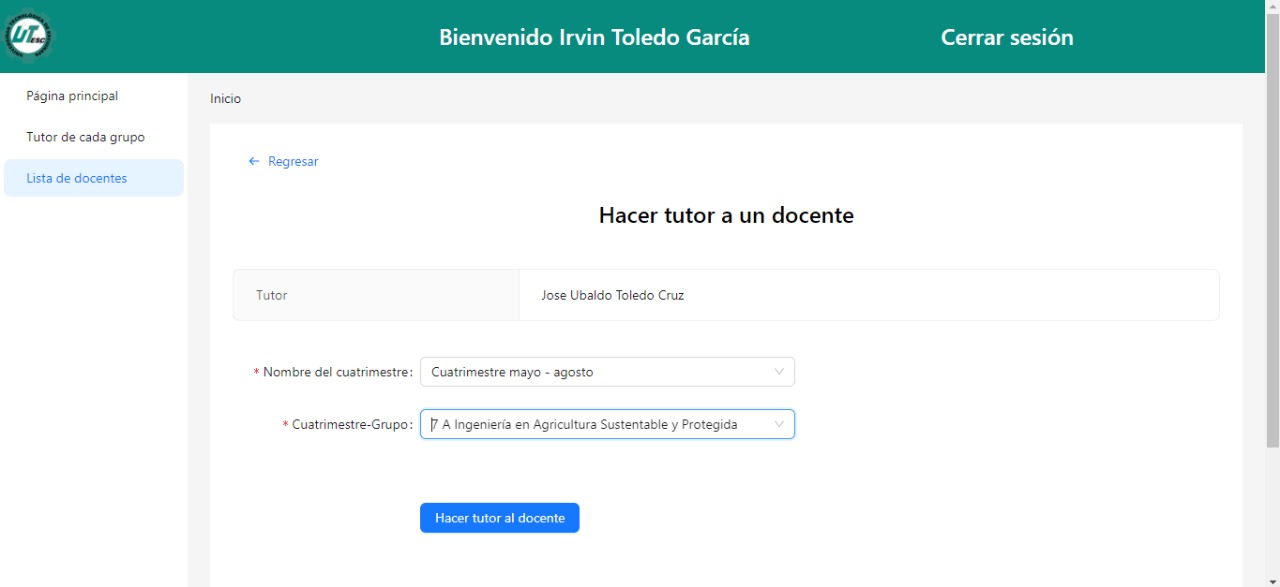 UTesc
Bienvenido Irvin Toledo García
Cerrar sesión
Página principal
Tutor de cada grupo
Lista de docentes
Inicio
← Regresar
Hacer tutor a un docente
Tutor
Jose Ubaldo Toledo Cruz
* Nombre del cuatrimestre:
Cuatrimestre mayo - agosto
* Cuatrimestre-Grupo:
7 A Ingeniería en Agricultura Sustentable y Protegida
Hacer tutor al docente